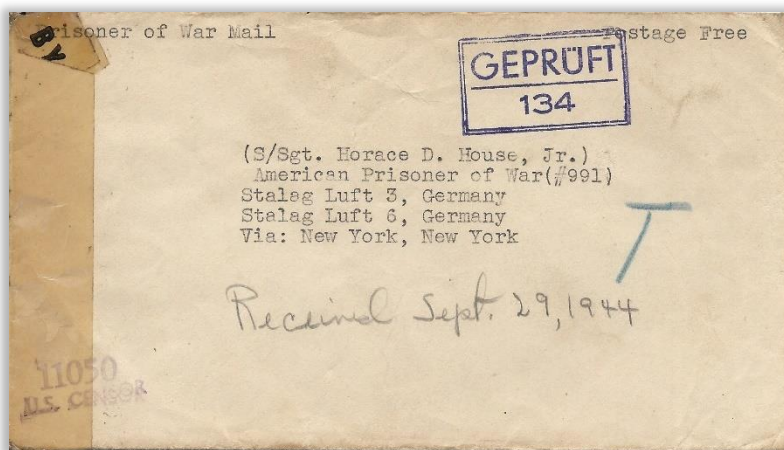 Prisoner of War Mail
Postage Free
BY
GEPRÜFT
134
(S/Sgt. Horace D. House, Jr.)
American Prisoner of War(#991)
Stalag Luft 3, Germany
Stalag Luft 6, Germany
Via: New York, New York
T
Received Sept. 29, 1944
11050
U.S. CENSOR